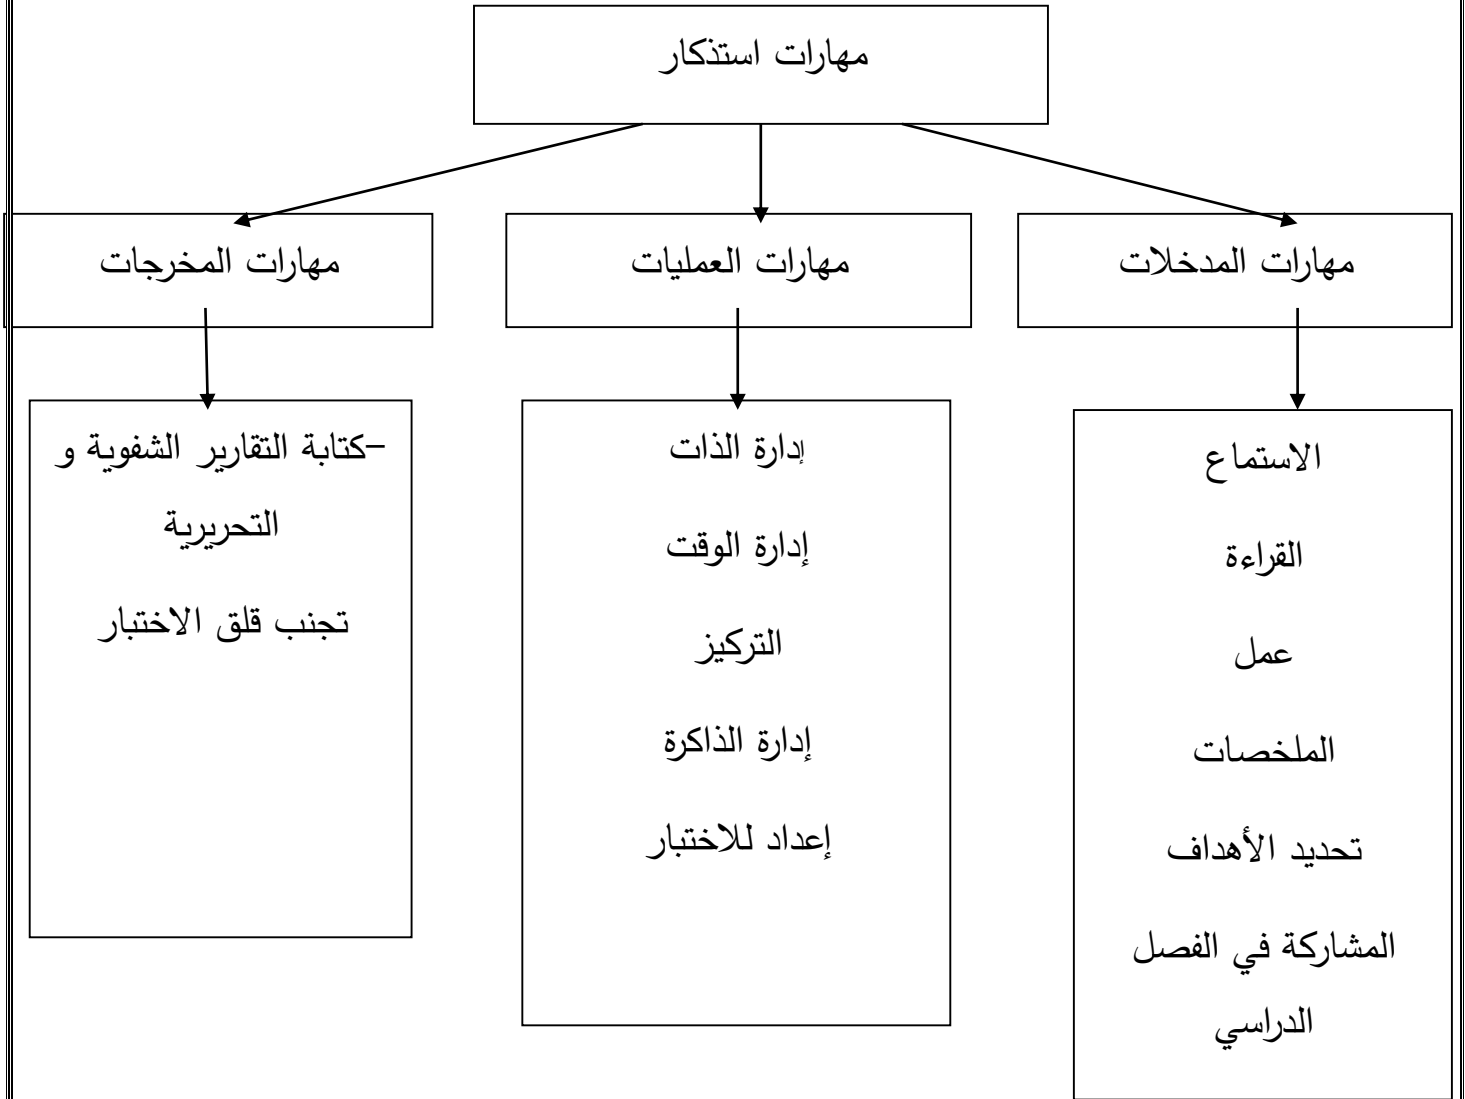 مهارات استذكار
مهارات المدخلات
مهارات العمليات
مهارات المخرجات
الاستماع
القراءة
عمل
الملخصات
تحديد الأهداف
المشاركة في الفصل
الدراسي
إدارة الذات
إدارة الوقت
التركيز
إدارة الذاكرة
إعداد للاختبار
-كتابة التقارير الشفوية و
التحريرية
تجنب قلق الاختبار